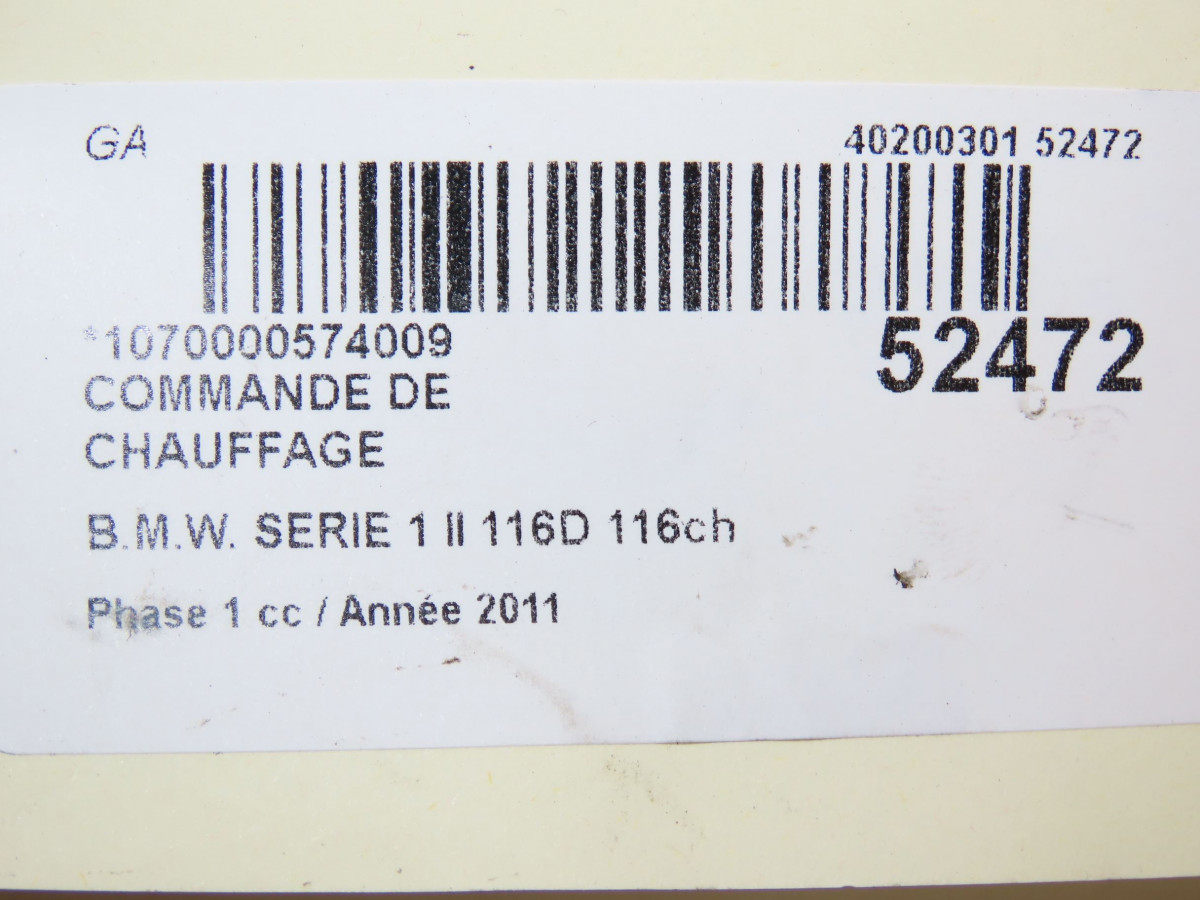 GA
40200301 52472
*1070000574009
52472
COMMANDE DE
CHAUFFAGE
B.M.W. SERIE 1 II 116D 116ch
Phase 1 cc / Année 2011